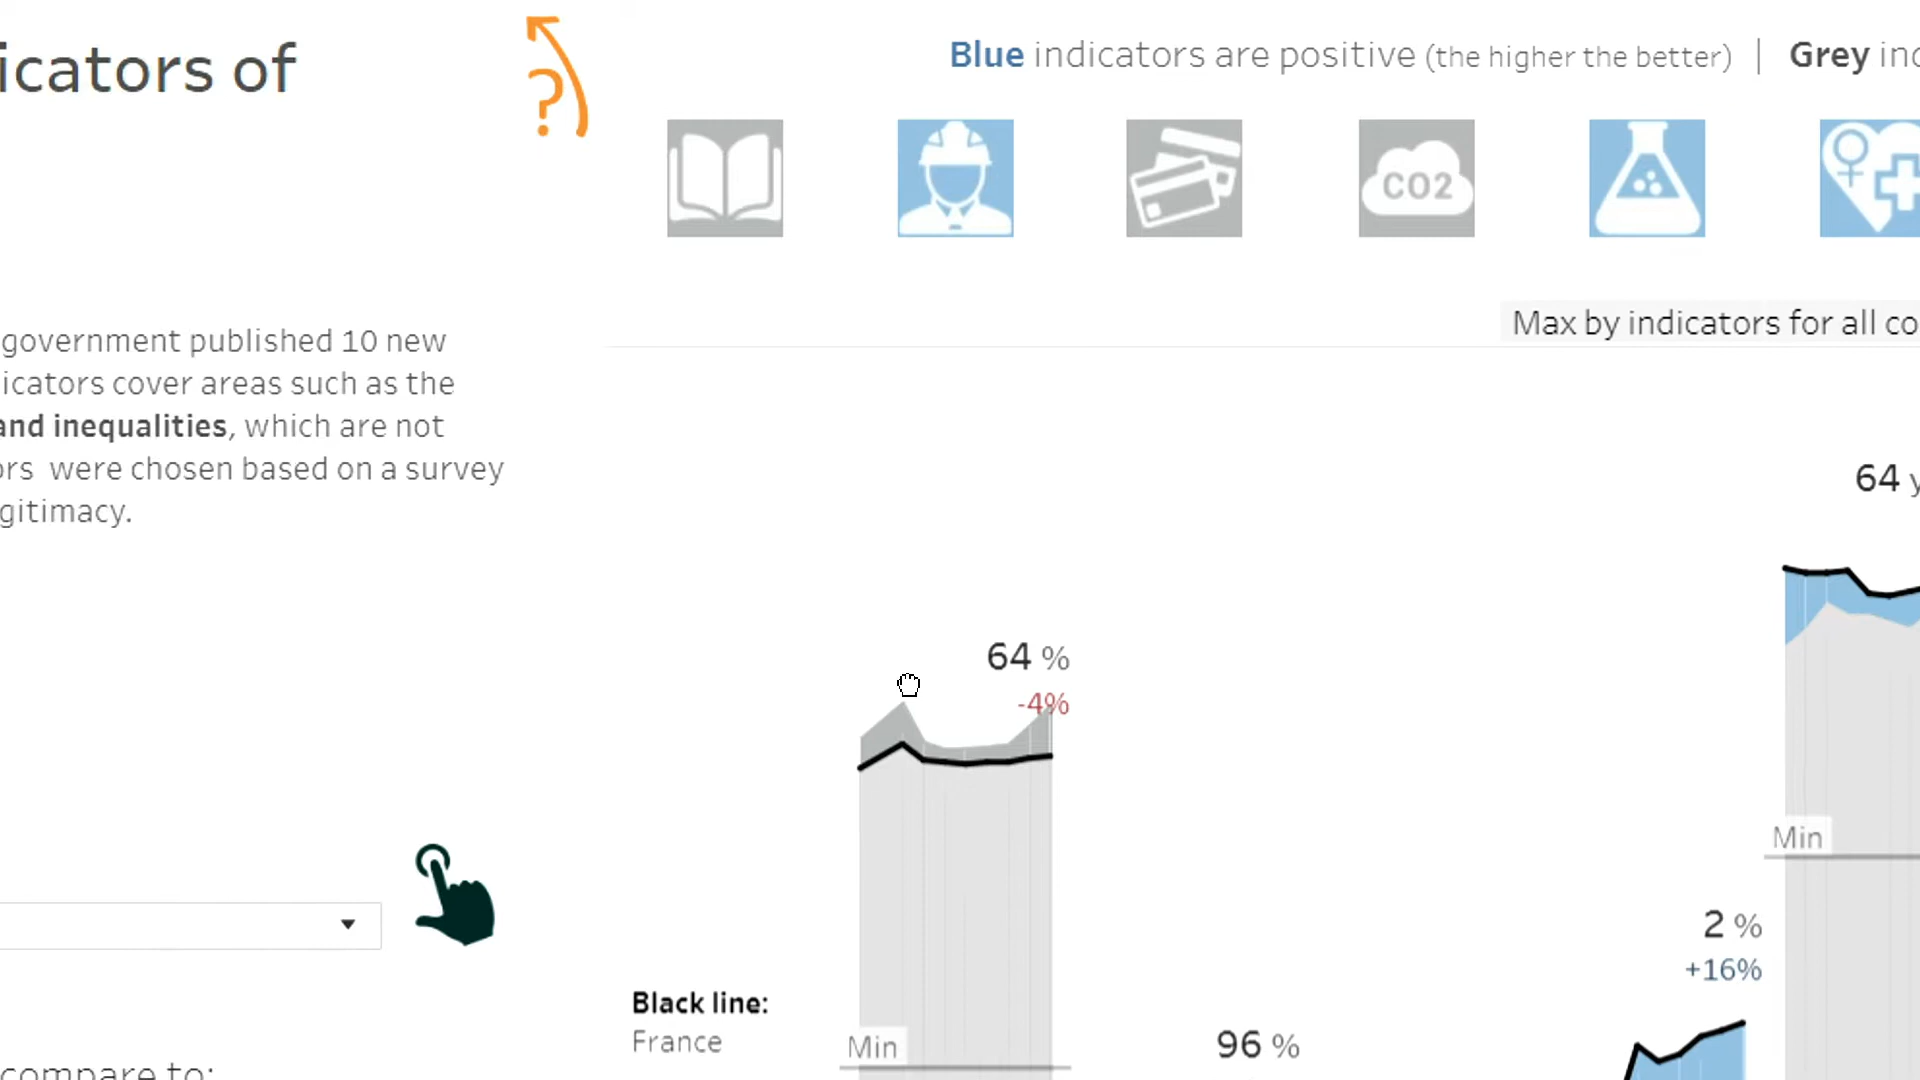 icators of
?
Blue indicators are positive (the higher the better) | Grey
CO2
government published 10 new
icators cover areas such as the
and inequalities, which are not
ors were chosen based on a survey
gitimacy.
Max by indicators for all co
64 y
64 %
-4%
Min
2 %
+16%
Black line:
France
Min
96 %
compare to: